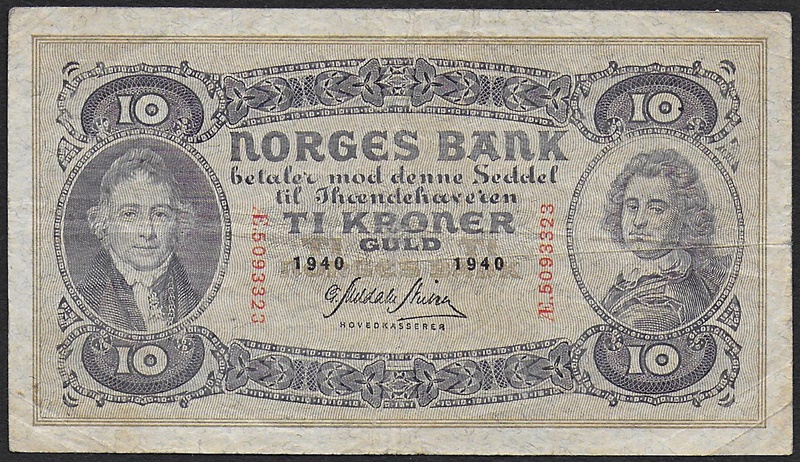 10 10
NORGES BANK
betaler mod denne Seddel
til Ihændehaveren
TI KRONER
GULD
1940 1940
Æ.5093323
Æ.5093323
HOVEDKASSERER
10 10